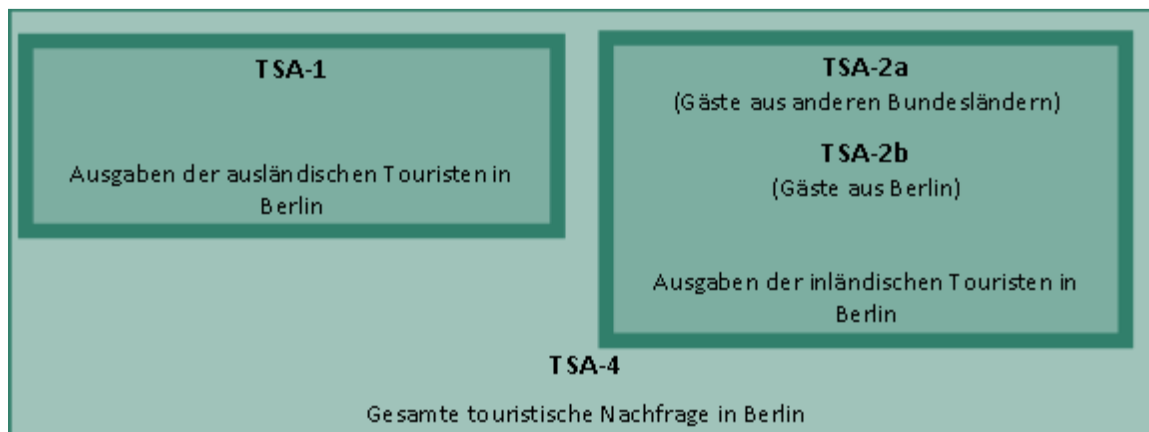 TSA-1
Ausgaben der ausländischen Touristen in
Berlin
TSA-2a
(Gäste aus anderen Bundesländern)
TSA-2b
(Gäste aus Berlin)
Ausgaben der inländischen Touristen in
Berlin
TSA-4
Gesamte touristische Nachfrage in Berlin